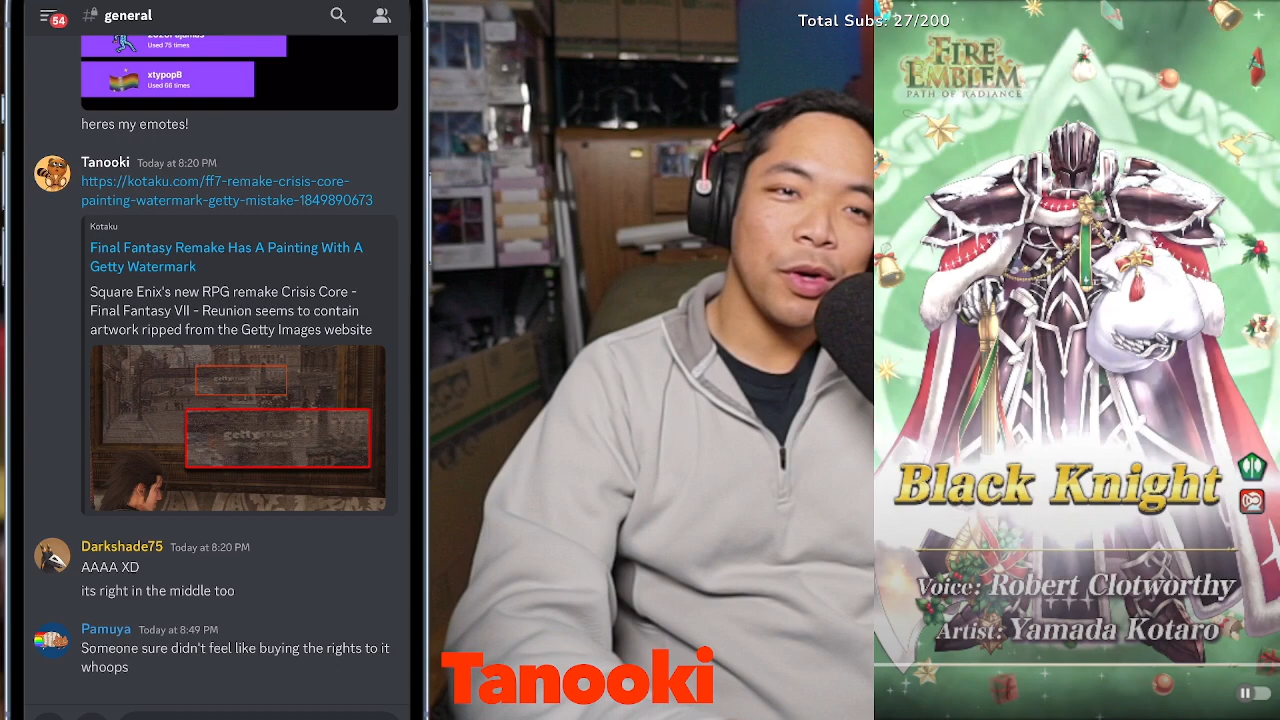 54
general
Used 75 times
xtypopB
Used 66 times
heres my emotes!
Tanooki Today at 8:20 PM
https://kotaku.com/ff7-remake-crisis-core-
painting-watermark-getty-mistake-1849890673
Kotaku
Final Fantasy Remake Has A Painting With A
Getty Watermark
Square Enix's new RPG remake Crisis Core -
Final Fantasy VII - Reunion seems to contain
artwork ripped from the Getty Images website
Darkshade75 Today at 8:20 PM
AAAA XD
its right in the middle too
Pamuya Today at 8:49 PM
Someone sure didn't feel like buying the rights to it
whoops
Tanooki
Total Subs: 27/200
FIRE
EMBLEM
PATH OF RADIANCE
Black Knight
Voice: Robert Clotworthy
Artist: Yamada Kotaro